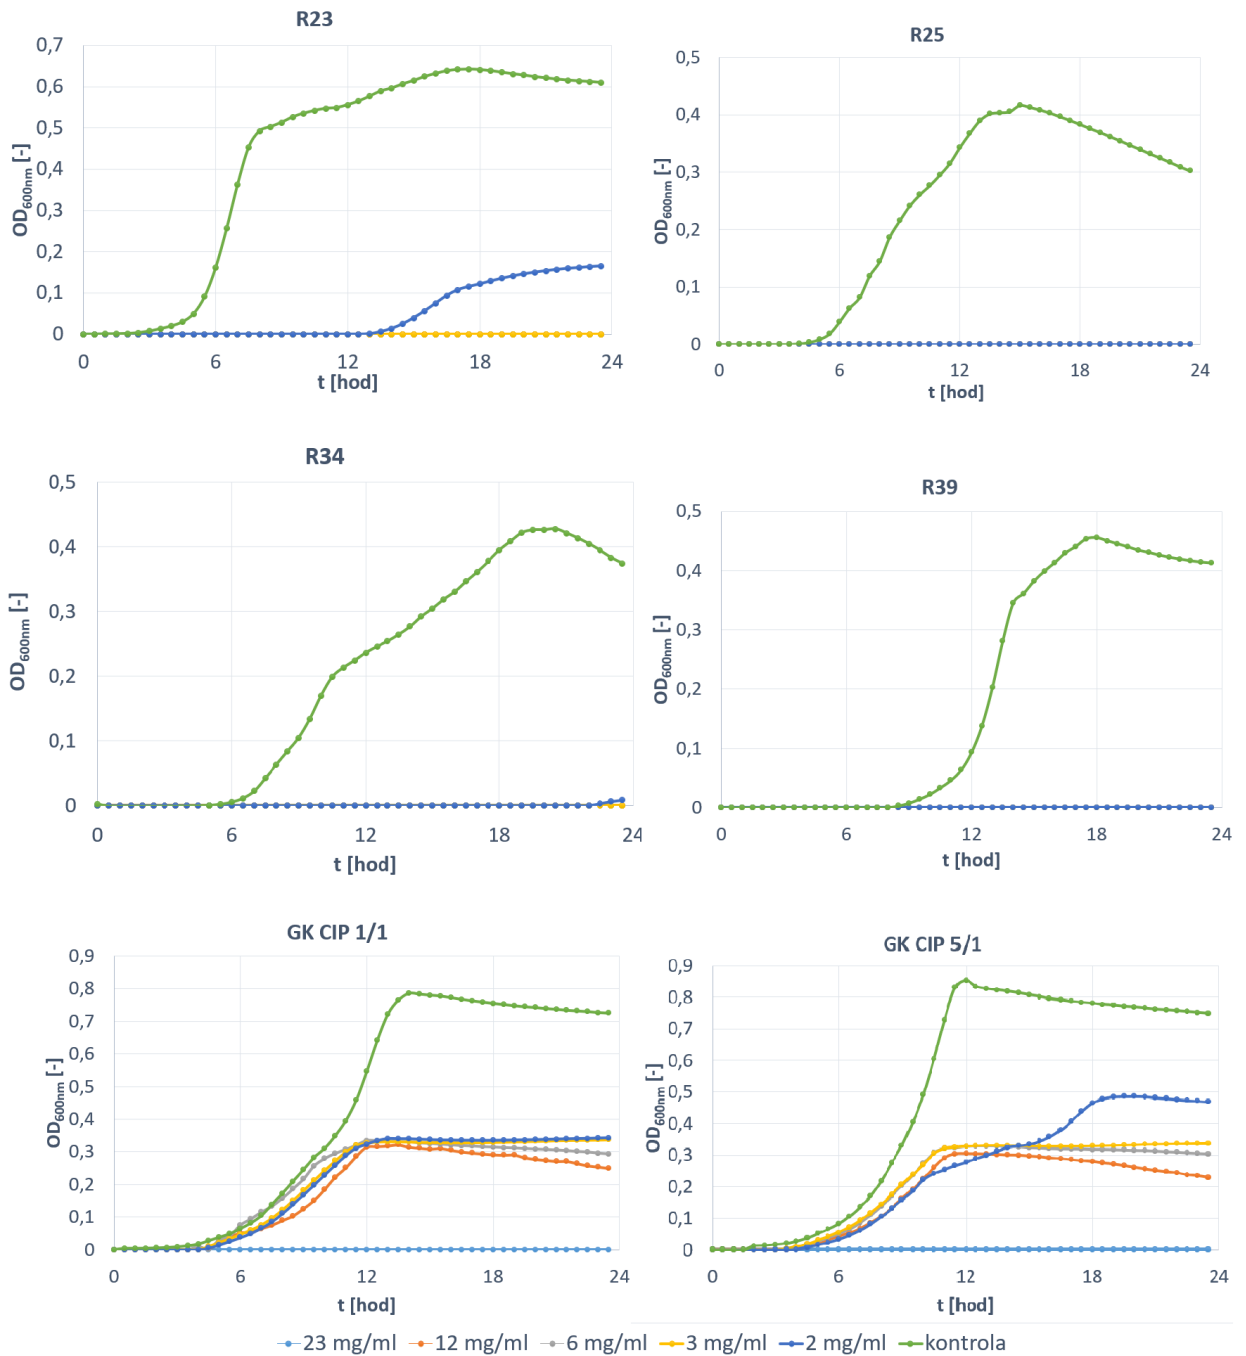 R23
0,7
0,6
0,5
0,4
0,3
0,2
0,1
0
OD600nm [-]
0 6 12 18 24
t [hod]
R25
0,5
0,4
0,3
0,2
0,1
0
OD600nm [-]
0 6 12 18 24
t [hod]
R34
0,5
0,4
0,3
0,2
0,1
0
OD600nm [-]
0 6 12 18 24
t [hod]
R39
0,5
0,4
0,3
0,2
0,1
0
OD600nm [-]
0 6 12 18 24
t [hod]
GK CIP 1/1
0,9
0,8
0,7
0,6
0,5
0,4
0,3
0,2
0,1
0
OD600nm [-]
0 6 12 18 24
t [hod]
GK CIP 5/1
0,9
0,8
0,7
0,6
0,5
0,4
0,3
0,2
0,1
0
OD600nm [-]
0 6 12 18 24
t [hod]
23 mg/ml 12 mg/ml 6 mg/ml 3 mg/ml 2 mg/ml kontrola